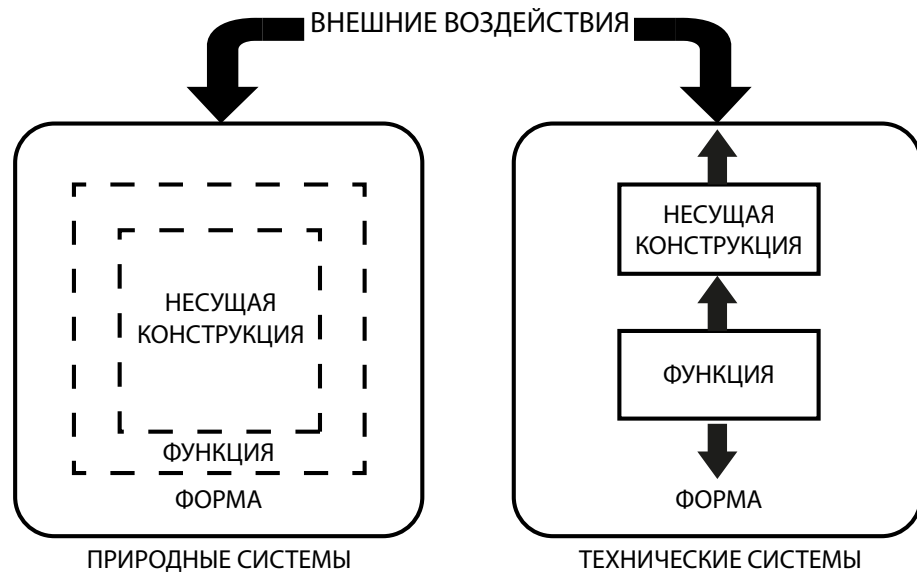 ВНЕШНИЕ ВОЗДЕЙСТВИЯ
НЕСУЩАЯ
КОНСТРУКЦИЯ
ФУНКЦИЯ
ФОРМА
ПРИРОДНЫЕ СИСТЕМЫ
НЕСУЩАЯ
КОНСТРУКЦИЯ
ФУНКЦИЯ
ФОРМА
ТЕХНИЧЕСКИЕ СИСТЕМЫ